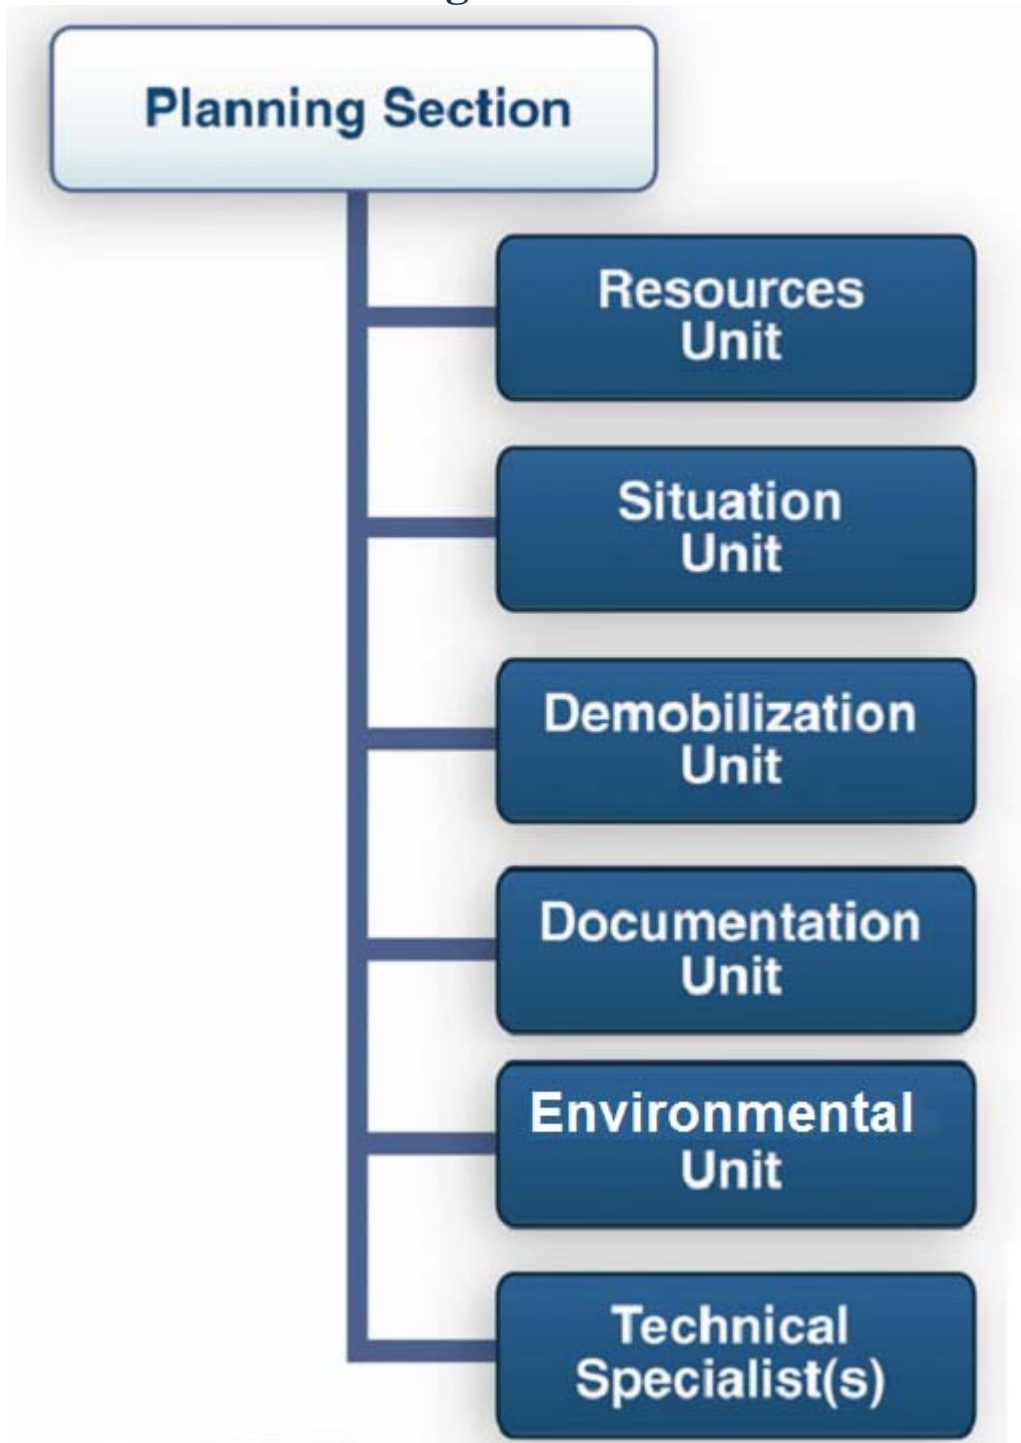 Planning Section
Resources
Unit
Situation
Unit
Demobilization
Unit
Documentation
Unit
Environmental
Unit
Technical
Specialist(s)